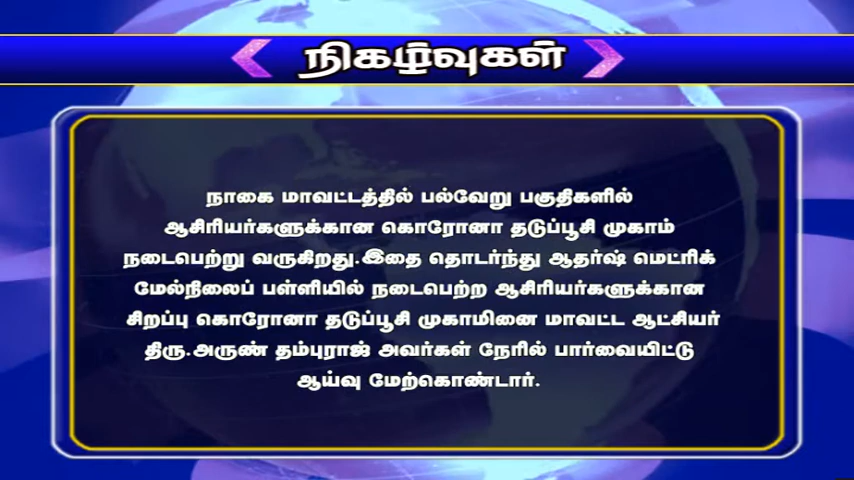 நிகழ்வுகள்
நாகை மாவட்டத்தில் பல்வேறு பகுதிகளில்
ஆசிரியர்களுக்கான கொரோனா தடுப்பூசி முகாம்
நடைபெற்று வருகிறது.இதை தொடர்ந்து ஆதர்ஷ் மெட்ரிக்
மேல்நிலைப் பள்ளியில் நடைபெற்ற ஆசிரியர்களுக்கான
சிறப்பு கொரோனா தடுப்பூசி முகாமினை மாவட்ட ஆட்சியர்
திரு.அருண் தம்புராஜ் அவர்கள் நேரில் பார்வையிட்டு
ஆய்வு மேற்கொண்டார்.